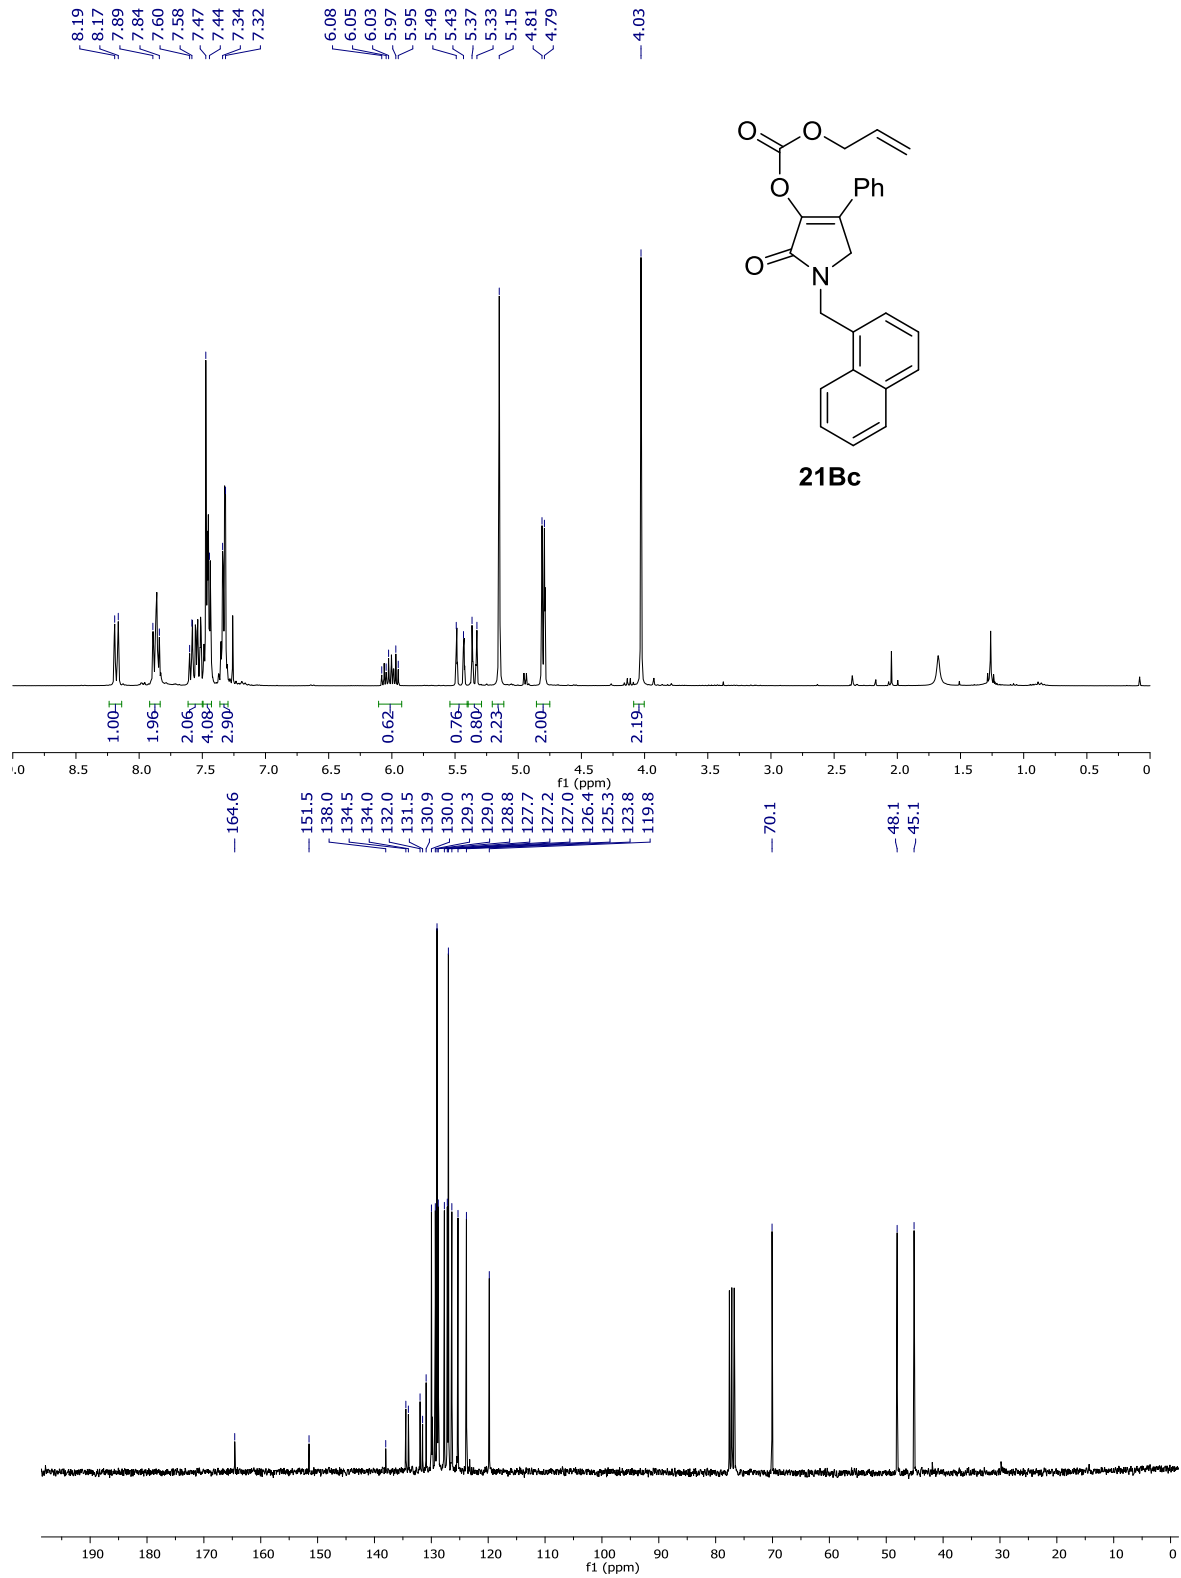 8.19 8.17 7.89 7.84 7.60 7.58 7.47 7.44 7.34 7.32 6.08 6.05 6.03 5.97 5.95 5.49 5.43 5.37 5.33 5.15 4.81 4.79 4.03
O O
O Ph
O N
21Bc
1.00 1.96 2.06 4.08 2.90 0.62 0.76 0.80 2.23 2.00 2.19
9.0 8.5 8.0 7.5 7.0 6.5 6.0 5.5 5.0 4.5 4.0 3.5 3.0 2.5 2.0 1.5 1.0 0.5 0
f1 (ppm)
164.6 151.5 138.0 134.5 134.0 132.0 131.5 130.9 130.0 129.3 129.0 128.8 127.7 127.2 127.0 126.4 125.3 123.8 119.8 70.1 48.1 45.1
190 180 170 160 150 140 130 120 110 100 90 80 70 60 50 40 30 20 10 0
f1 (ppm)